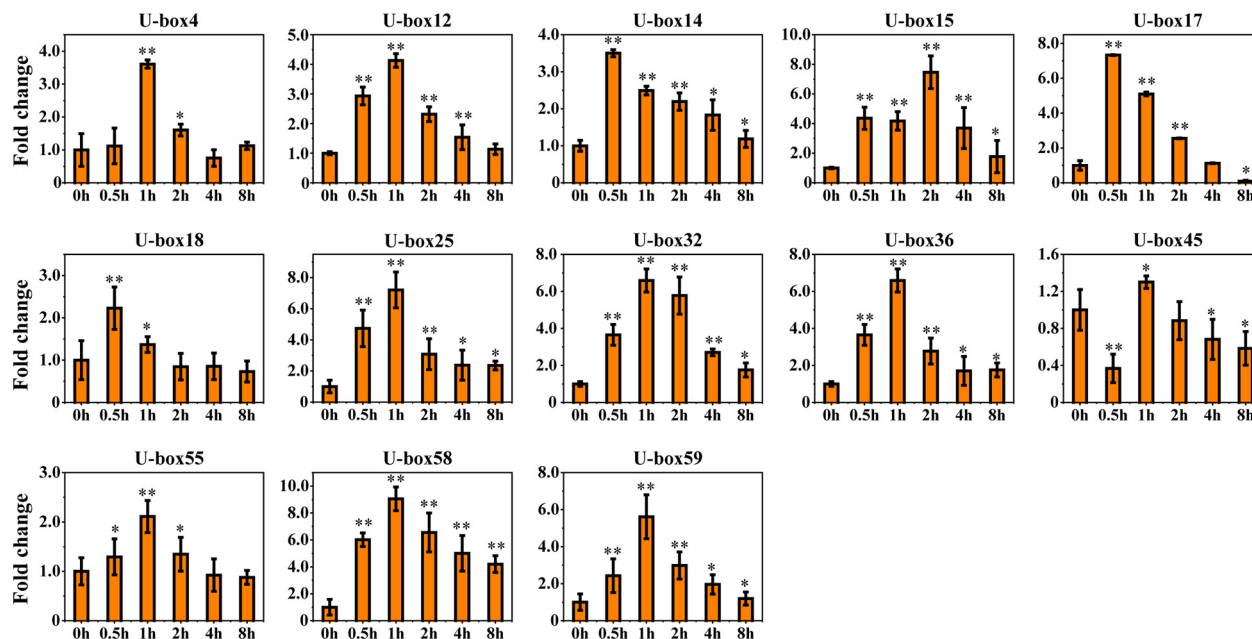 U-box4 U-box12 U-box14 U-box15 U-box17
Fold change
4.0 3.0 2.0 1.0 0
5.0 4.0 3.0 2.0 1.0 0
4.0 3.0 2.0 1.0 0
10.0 8.0 6.0 4.0 2.0 0
8.0 6.0 4.0 2.0 0
** *
** ** ** **
** ** ** * *
** ** ** ** *
** ** ** *
0h 0.5h 1h 2h 4h 8h
0h 0.5h 1h 2h 4h 8h
0h 0.5h 1h 2h 4h 8h
0h 0.5h 1h 2h 4h 8h
0h 0.5h 1h 2h 4h 8h
U-box18 U-box25 U-box32 U-box36 U-box45
Fold change
3.0 2.0 1.0 0
8.0 6.0 4.0 2.0 0
8.0 6.0 4.0 2.0 0
8.0 6.0 4.0 2.0 0
1.6 1.2 0.8 0.4 0
** *
** ** ** * *
** ** ** ** *
** ** ** * *
** * * *
0h 0.5h 1h 2h 4h 8h
0h 0.5h 1h 2h 4h 8h
0h 0.5h 1h 2h 4h 8h
0h 0.5h 1h 2h 4h 8h
0h 0.5h 1h 2h 4h 8h
U-box55 U-box58 U-box59
Fold change
3.0 2.0 1.0 0
10.0 8.0 6.0 4.0 2.0 0
8.0 6.0 4.0 2.0 0
* ** *
** ** ** ** **
** ** ** * *
0h 0.5h 1h 2h 4h 8h
0h 0.5h 1h 2h 4h 8h
0h 0.5h 1h 2h 4h 8h